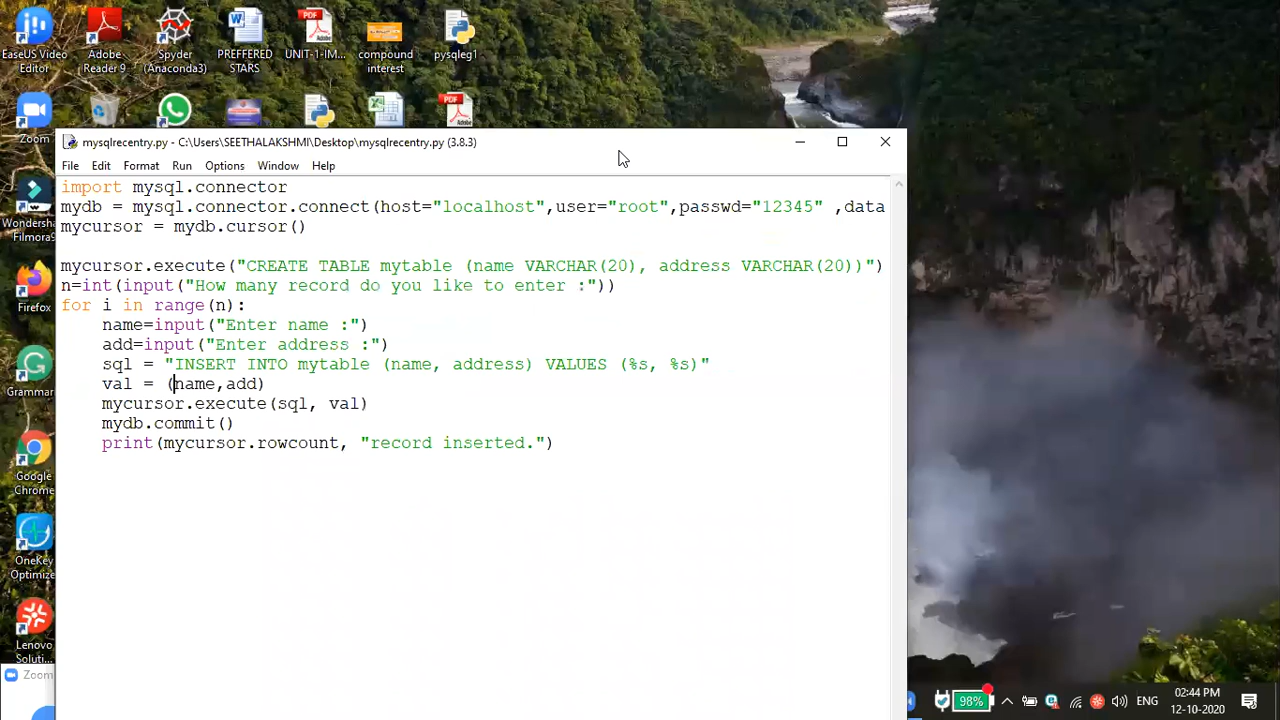 EaseUS Video
Editor
Adobe
Reader 9
Spyder
(Anaconda3)
PREFFERED
STARS
UNIT-1-IM...
compound
interest
pysqleg1
Zoom
mysqlrecentry.py - C:\Users\SEETHALAKSHMI\Desktop\mysqlrecentry.py (3.8.3)
File Edit Format Run Options Window Help
import mysql.connector
mydb = mysql.connector.connect(host="localhost",user="root",passwd="12345" ,data
mycursor = mydb.cursor()
mycursor.execute("CREATE TABLE mytable (name VARCHAR(20), address VARCHAR(20))")
n=int(input("How many record do you like to enter :"))
for i in range(n):
name=input("Enter name :")
add=input("Enter address :")
sql = "INSERT INTO mytable (name, address) VALUES (%s, %s)"
val = (name,add)
mycursor.execute(sql, val)
mydb.commit()
print(mycursor.rowcount, "record inserted.")
Wondersha
Filmora9
Firefox
Grammar
Google
Chrome
OneKey
Optimize
Lenovo
Soluti...
Zoom
98%
ENG
02:44 PM
12-10-2020